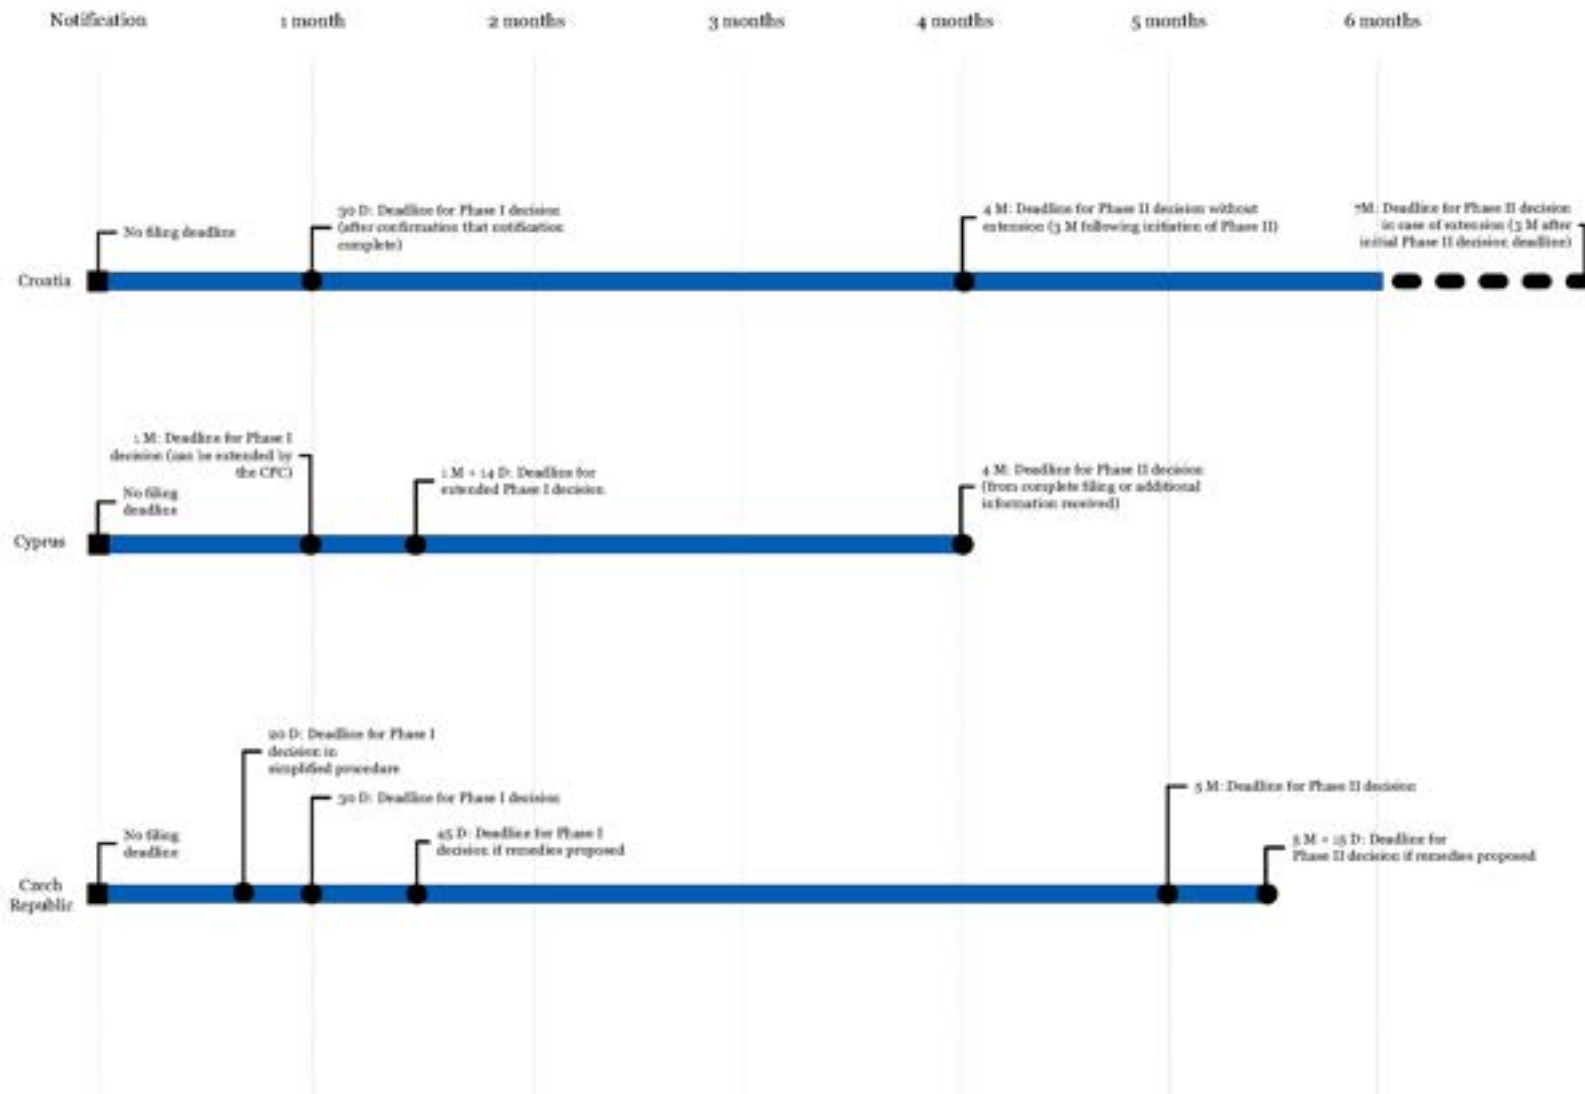 Notification 1 month 2 months 3 months 4 months 5 months 6 months
No filing deadline
30 D: Deadline for Phase I decision
(after confirmation that notification
complete)
4 M: Deadline for Phase II decision without
extension (3 M following initiation of Phase II)
7M: Deadline for Phase II decision
in case of extension (3 M after
initial Phase II decision deadline)
Croatia
1 M: Deadline for Phase I
decision (can be extended by
the CPC)
No filing
deadline
1 M + 14 D: Deadline for
extended Phase I decision
4 M: Deadline for Phase II decision
(from complete filing or additional
information received)
Cyprus
20 D: Deadline for Phase I
decision in
simplified procedure
30 D: Deadline for Phase I decision
45 D: Deadline for Phase I
decision if remedies proposed
No filing
deadline
5 M: Deadline for Phase II decision
5 M + 15 D: Deadline for
Phase II decision if remedies proposed
Czech
Republic